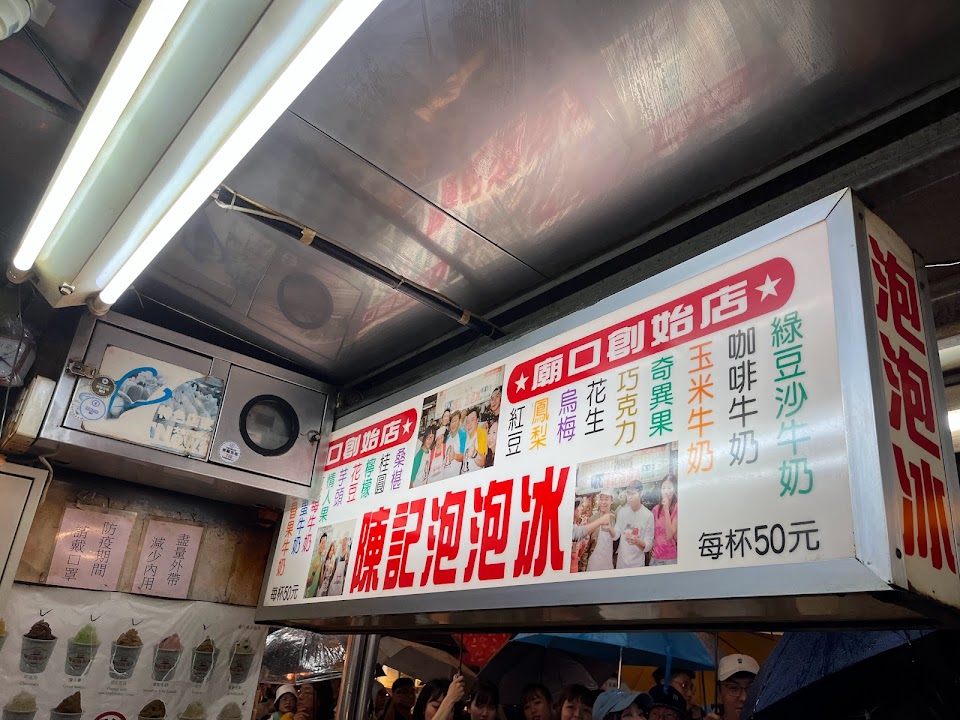 ★廟口創始店★
口創始店★
紅豆
鳳梨
烏梅
花生
巧克力
奇異果
玉米牛奶
咖啡牛奶
綠豆沙牛奶
情人果
芋頭
花豆
檸檬
桂圓
桑椹
陳記泡泡冰
每杯50元
每杯50元
泡泡冰
防疫期間
請戴口罩
盡量外帶
減少內用